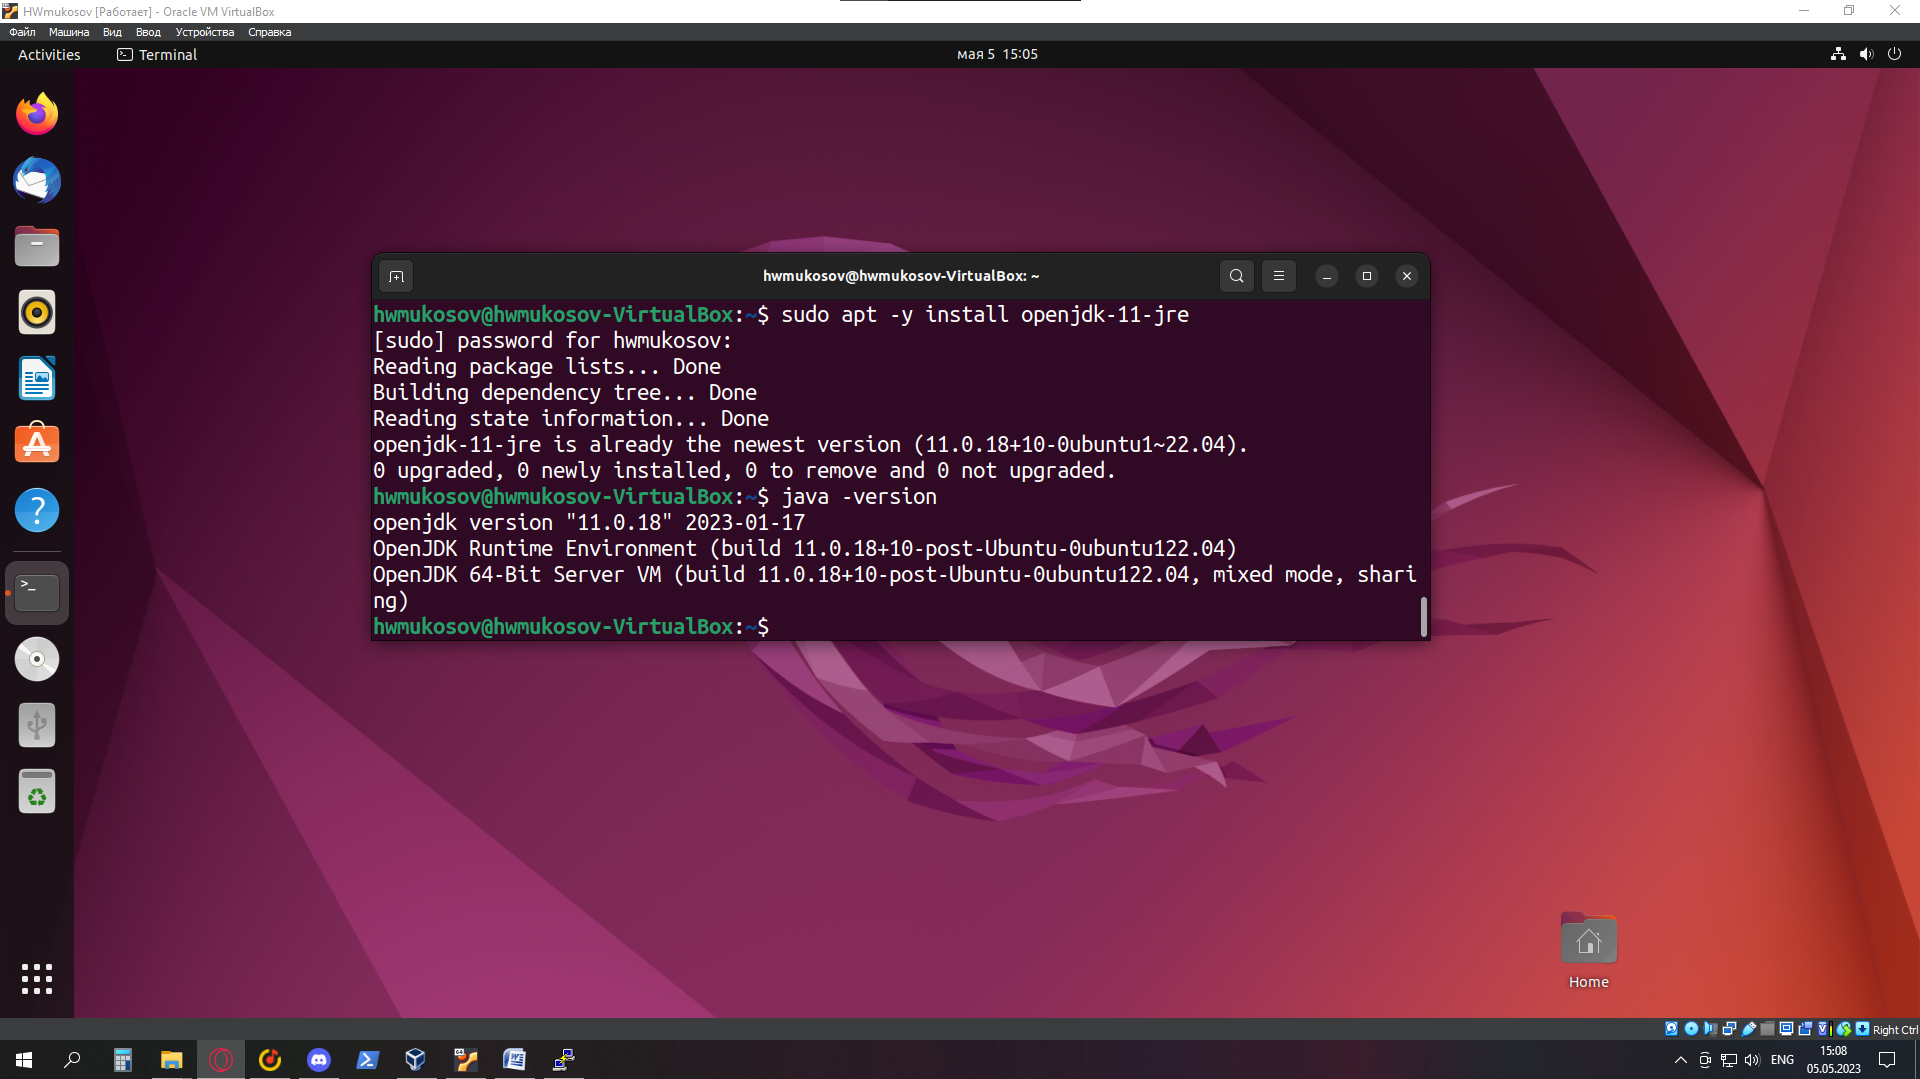 HWmukosov [Работает] - Oracle VM VirtualBox
Файл Машина Вид Ввод Устройства Справка
Activities Terminal мая 5 15:05
hwmukosov@hwmukosov-VirtualBox: ~
hwmukosov@hwmukosov-VirtualBox:~$ sudo apt -y install openjdk-11-jre
[sudo] password for hwmukosov:
Reading package lists... Done
Building dependency tree... Done
Reading state information... Done
openjdk-11-jre is already the newest version (11.0.18+10-0ubuntu1~22.04).
0 upgraded, 0 newly installed, 0 to remove and 0 not upgraded.
hwmukosov@hwmukosov-VirtualBox:~$ java -version
openjdk version "11.0.18" 2023-01-17
OpenJDK Runtime Environment (build 11.0.18+10-post-Ubuntu-0ubuntu122.04)
OpenJDK 64-Bit Server VM (build 11.0.18+10-post-Ubuntu-0ubuntu122.04, mixed mode, shari
ng)
hwmukosov@hwmukosov-VirtualBox:~$
Home
Right Ctrl
ENG
15:08
05.05.2023